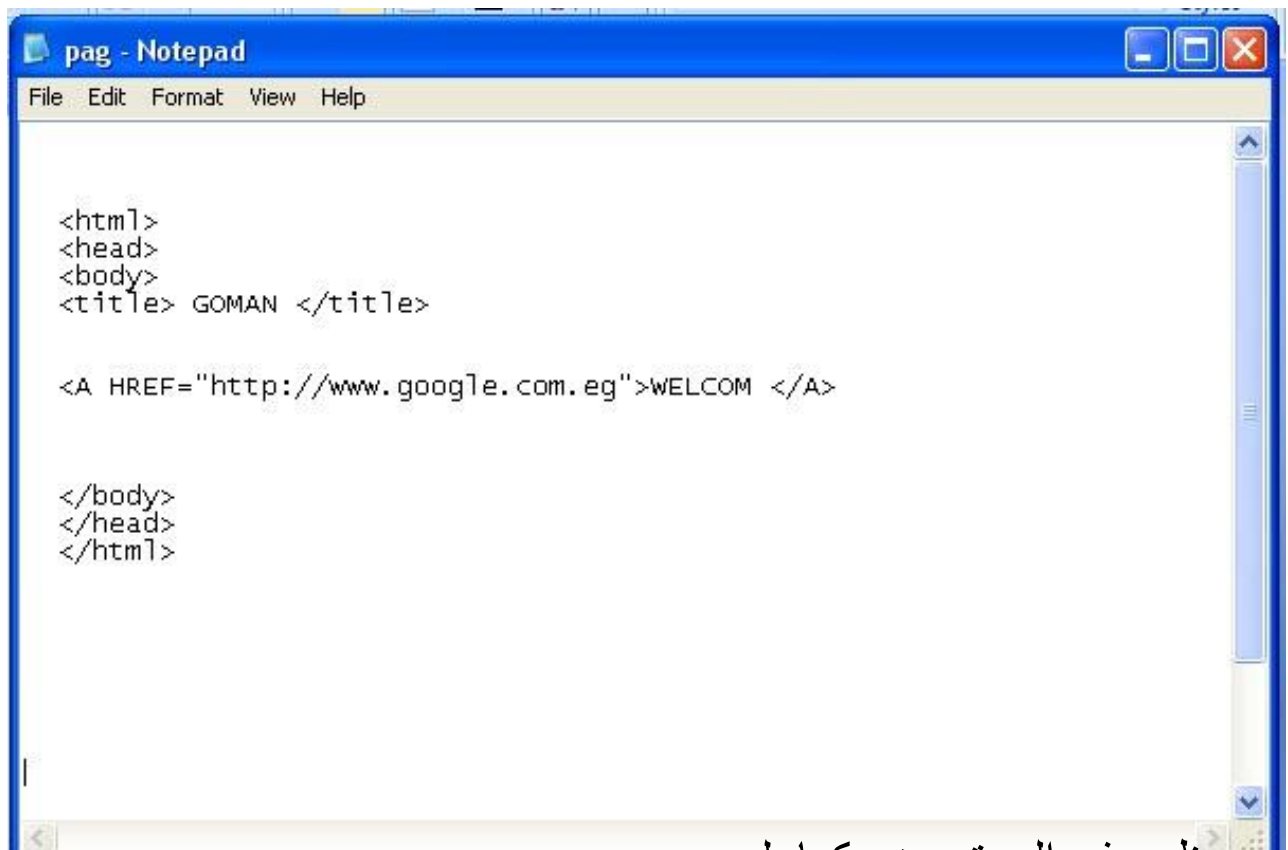 pag - Notepad
File Edit Format View Help
<html>
<head>
<body>
<title> GOMAN </title>
<A HREF="http://www.google.com.eg">WELCOM </A>
</body>
</head>
</html>